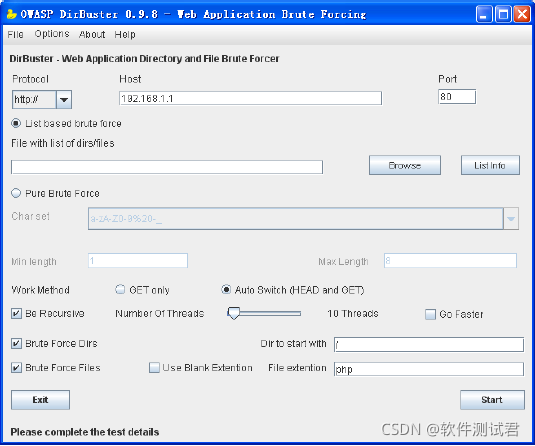 OWASP DirBuster 0.9.8 - Web Application Brute Forcing
File Options About Help
DirBuster - Web Application Directory and File Brute Forcer
Protocol Host Port
http:// 192.168.1.1 80
List based brute force
File with list of dirs/files
Browse List Info
Pure Brute Force
Char set a-zA-Z0-9%20-_
Min length 1 Max Length 8
Work Method GET only Auto Switch (HEAD and GET)
Be Recursive Number Of Threads 10 Threads Go Faster
Brute Force Dirs Dir to start with /
Brute Force Files Use Blank Extention File extention php
Exit Start
Please complete the test details
CSDN @软件测试君